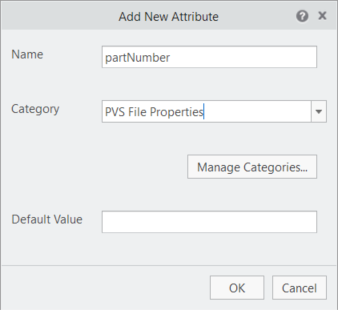 Add New Attribute
Name
partNumber
Category
PVS File Properties
Manage Categories...
Default Value
OK
Cancel